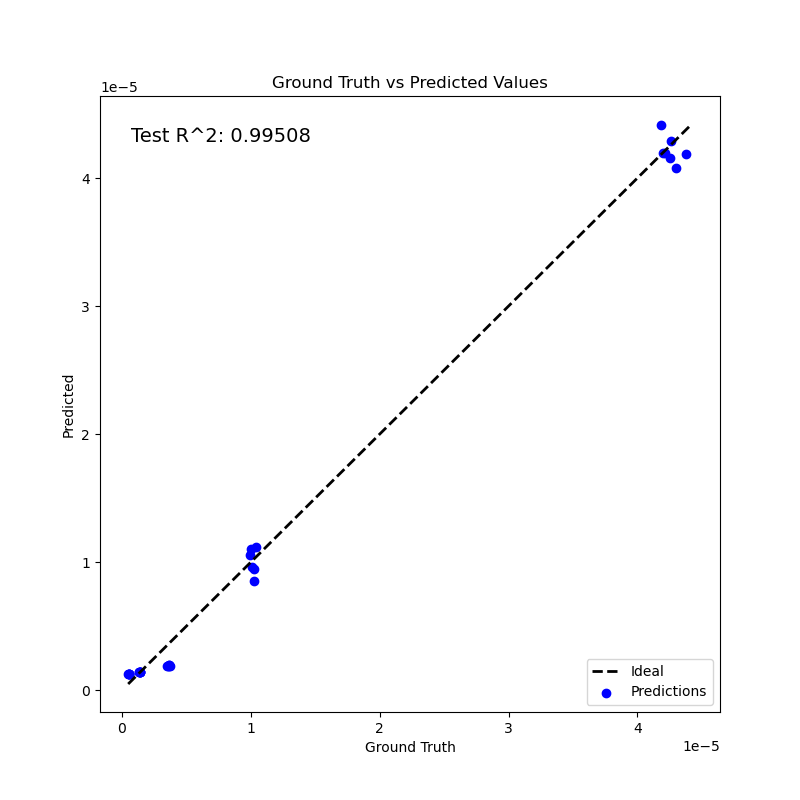 Ground Truth vs Predicted Values
1e−5
Test R^2: 0.99508
4
3
2
1
0
Predicted
Ideal
Predictions
0 1 2 3 4
Ground Truth
1e−5